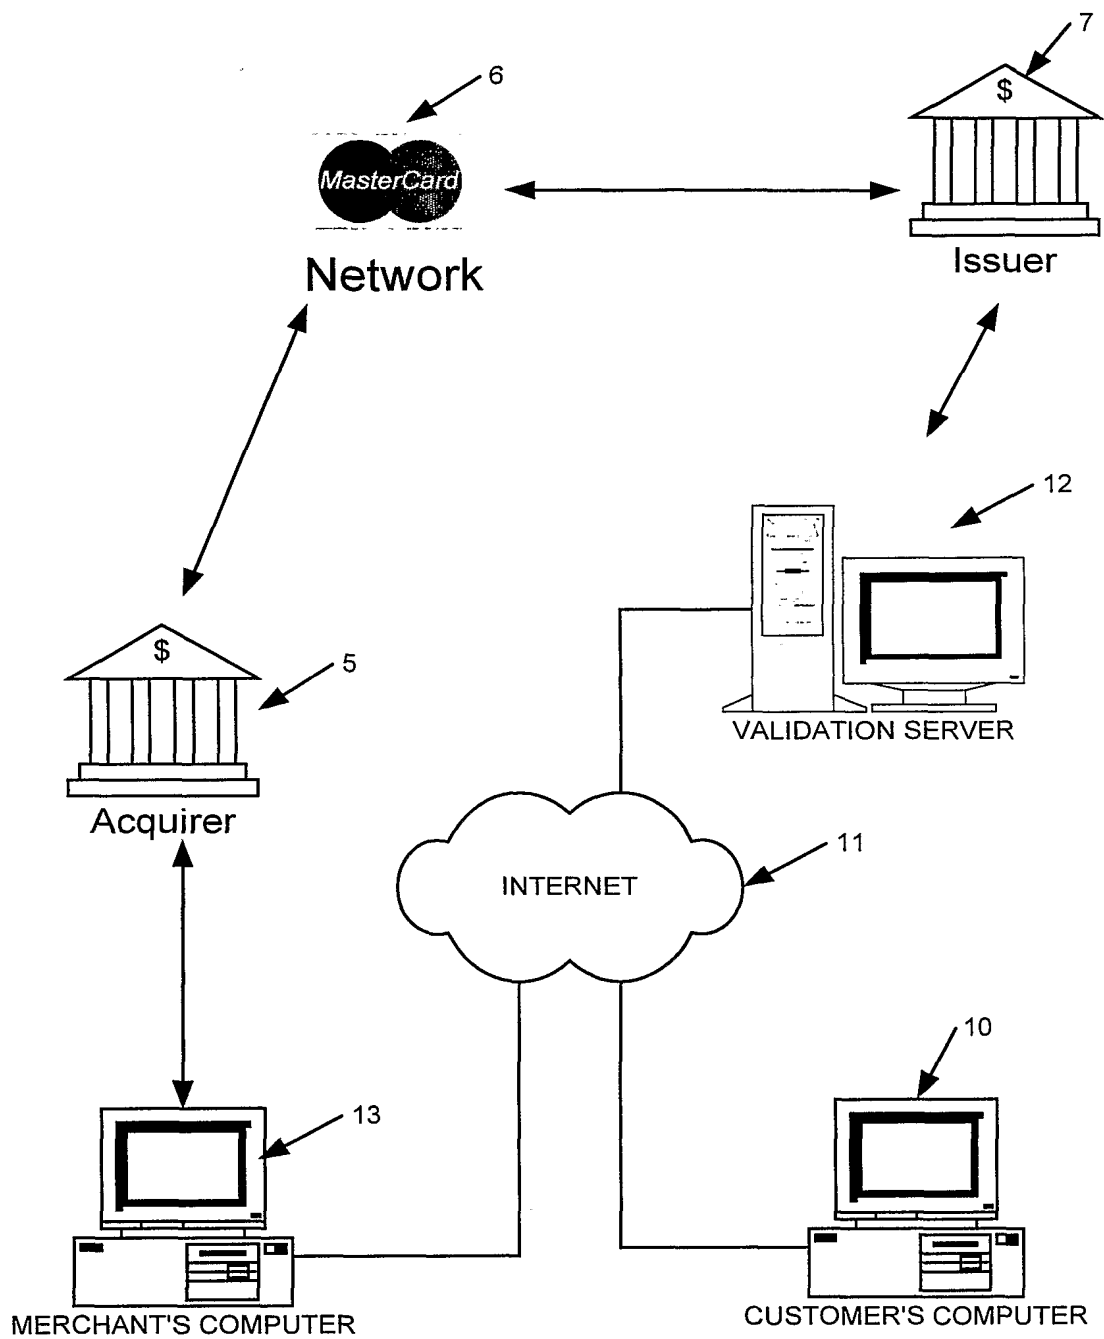 7
6
$
MasterCard
Network
Issuer
12
VALIDATION SERVER
$
5
Acquirer
11
INTERNET
10
13
MERCHANT'S COMPUTER
CUSTOMER'S COMPUTER